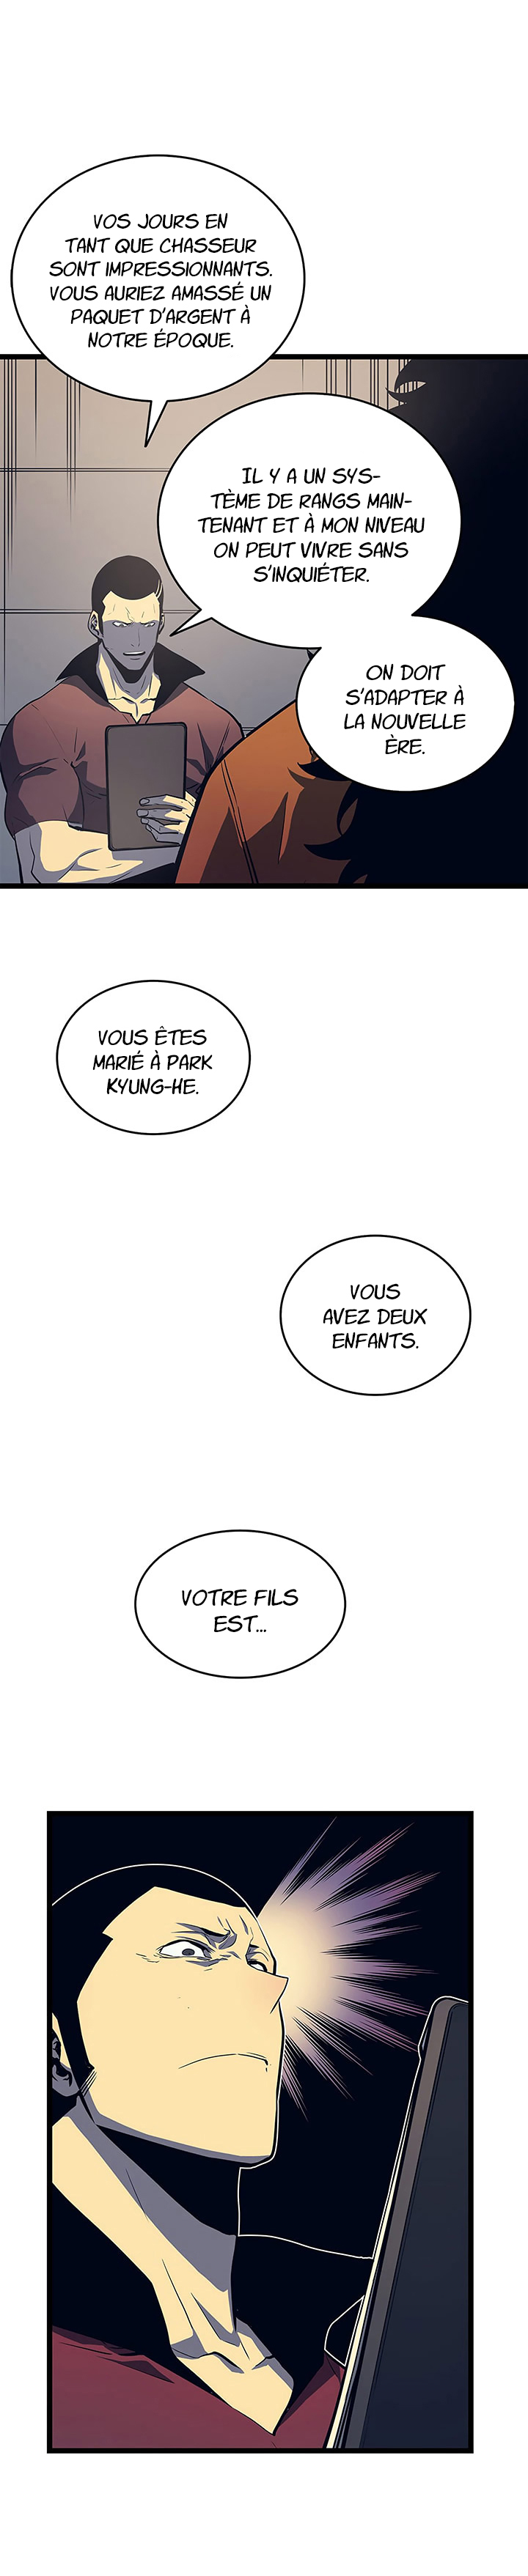 VOS JOURS EN
TANT QUE CHASSEUR
SONT IMPRESSIONNANTS.
VOUS AURIEZ AMASSÉ UN
PAQUET D'ARGENT À
NOTRE ÉPOQUE.
IL Y A UN SYS-
TÈME DE RANGS MAIN-
TENANT ET À MON NIVEAU
ON PEUT VIVRE SANS
S'INQUIÉTER.
ON DOIT
S'ADAPTER À
LA NOUVELLE
ÈRE.
VOUS ÊTES
MARIÉ À PARK
KYUNG-HE.
VOUS
AVEZ DEUX
ENFANTS.
VOTRE FILS
EST...